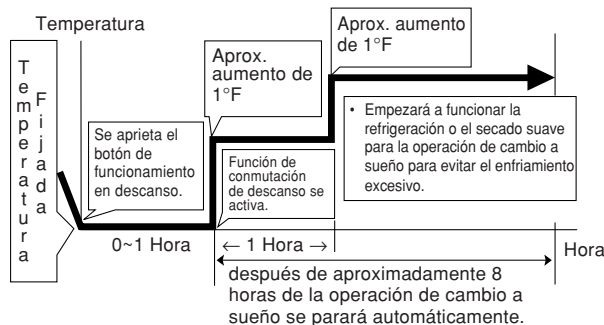 Temperatura
Temperatura
Fijada
Aprox.
aumento de
1°F
Aprox. aumento
de 1°F
Se aprieta el
botón de
funcionamiento
en descanso.
Función de
conmutación
de descanso se
activa.
• Empezará a funcionar la
refrigeración o el secado suave
para la operación de cambio a
sueño para evitar el enfriamiento
excesivo.
0~1 Hora
← 1 Hora →
Hora
después de aproximadamente 8
horas de la operación de cambio a
sueño se parará automáticamente.